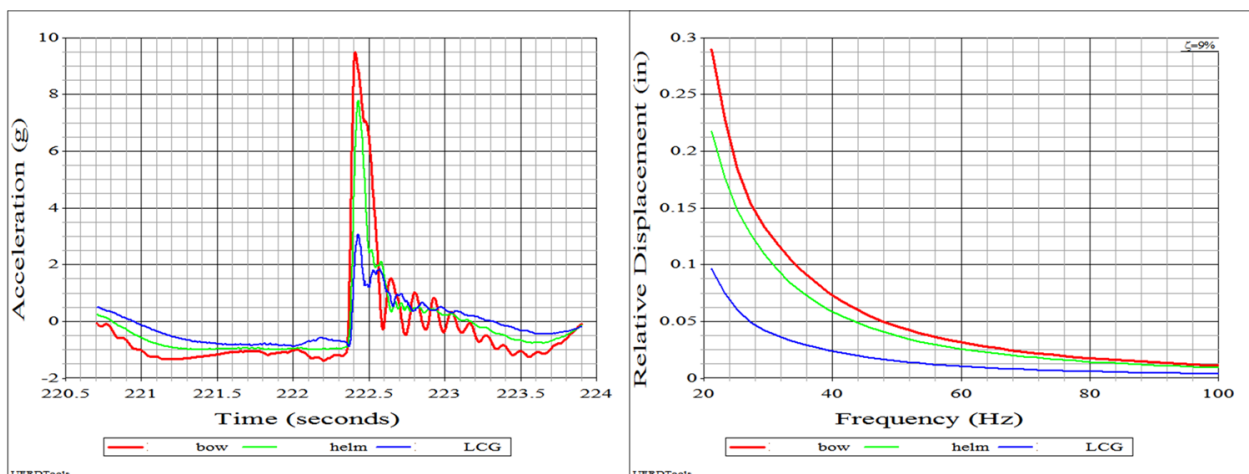 10
8
6
4
2
0
-2
Acceleration (g)
220.5 221 221.5 222 222.5 223 223.5 224
Time (seconds)
bow helm LCG
UERDTools
ζ=9%
0.3
0.25
0.2
0.15
0.1
0.05
0
Relative Displacement (in)
20 40 60 80 100
Frequency (Hz)
bow helm LCG
UERDTools